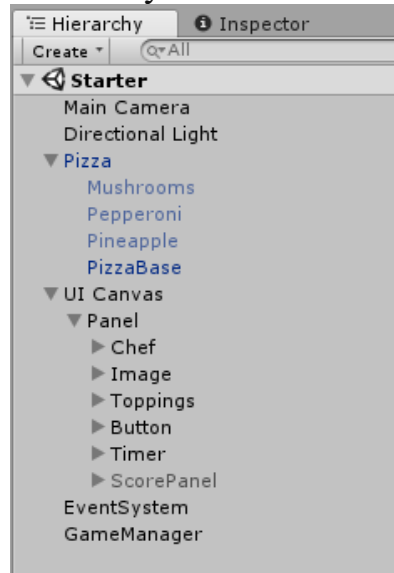 Hierarchy Inspector
Create All
Starter
Main Camera
Directional Light
Pizza
Mushrooms
Pepperoni
Pineapple
PizzaBase
UI Canvas
Panel
Chef
Image
Toppings
Button
Timer
ScorePanel
EventSystem
GameManager